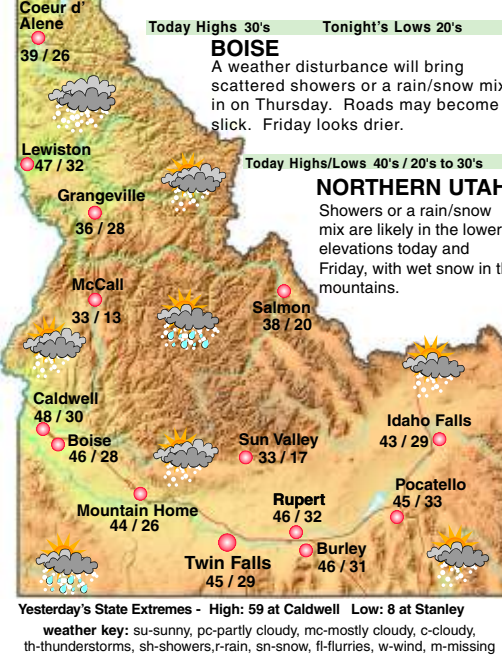 Coeur d'
Alene
39 / 26
Today Highs 30's Tonight's Lows 20's
BOISE
A weather disturbance will bring
scattered showers or a rain/snow mix
in on Thursday. Roads may become
slick. Friday looks drier.
Lewiston
47 / 32
Today Highs/Lows 40's / 20's to 30's
NORTHERN UTAH
Showers or a rain/snow
mix are likely in the lower
elevations today and
Friday, with wet snow in th
mountains.
Grangeville
36 / 28
McCall
33 / 13
Salmon
38 / 20
Caldwell
48 / 30
Boise
46 / 28
Sun Valley
33 / 17
Idaho Falls
43 / 29
Mountain Home
44 / 26
Rupert
46 / 32
Pocatello
45 / 33
Twin Falls
45 / 29
Burley
46 / 31
Yesterday's State Extremes - High: 59 at Caldwell Low: 8 at Stanley
weather key: su-sunny, pc-partly cloudy, mc-mostly cloudy, c-cloudy,
th-thunderstorms, sh-showers,r-rain, sn-snow, fl-flurries, w-wind, m-missing